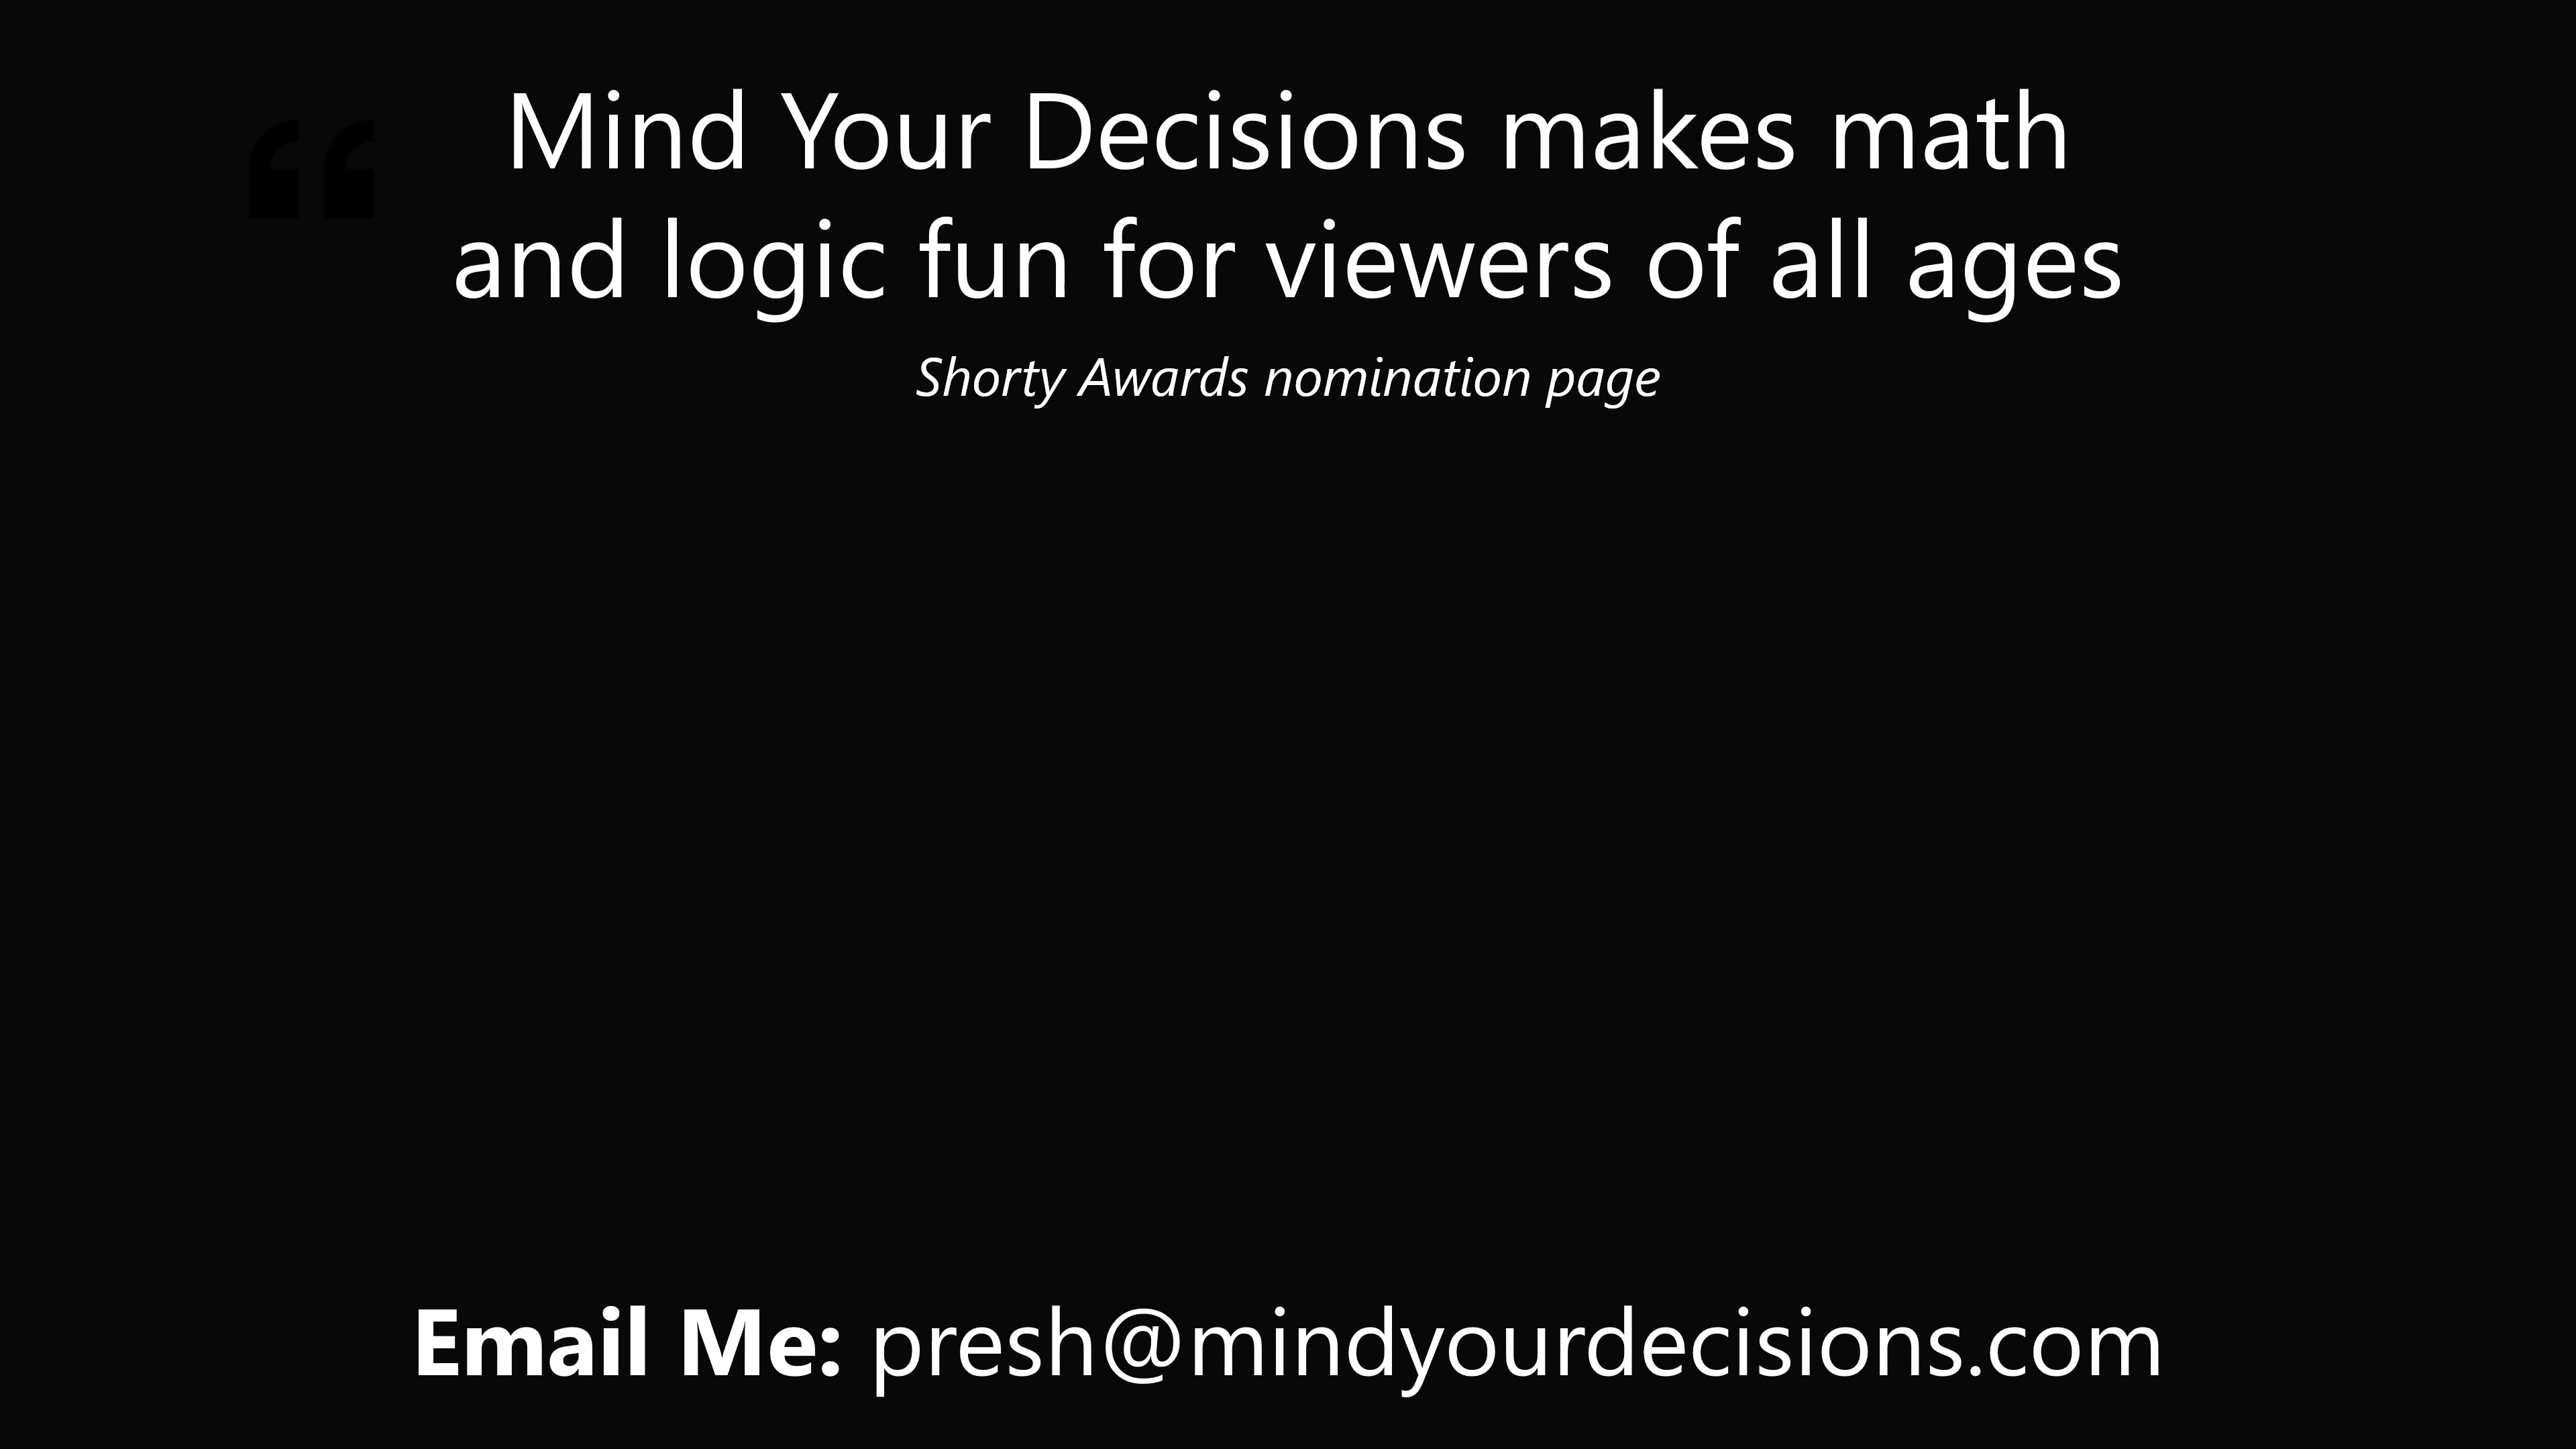 “
Mind Your Decisions makes math
and logic fun for viewers of all ages
Shorty Awards nomination page
Email Me: presh@mindyourdecisions.com